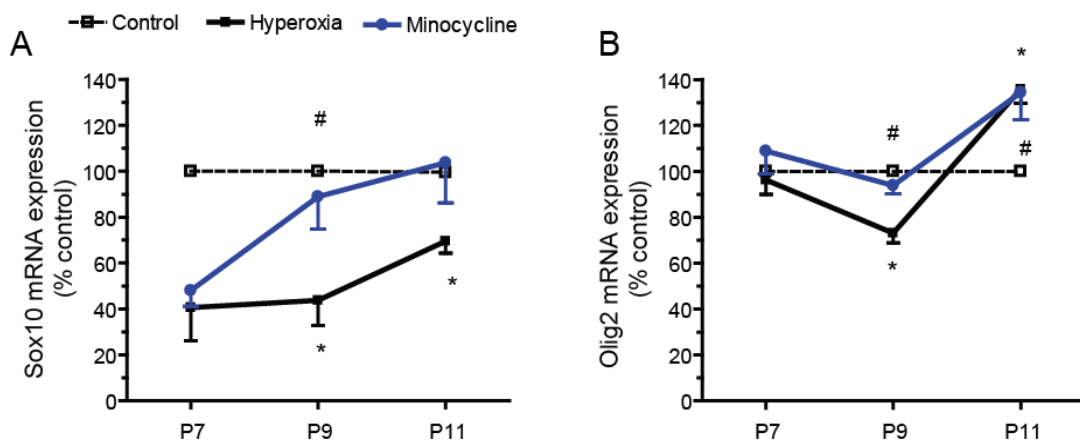 Control Hyperoxia Minocycline
A
Sox10 mRNA expression
(% control)
140
120
100
80
60
40
20
0
#
*
*
P7 P9 P11
B
Olig2 mRNA expression
(% control)
140
120
100
80
60
40
20
0
*
#
#
*
P7 P9 P11